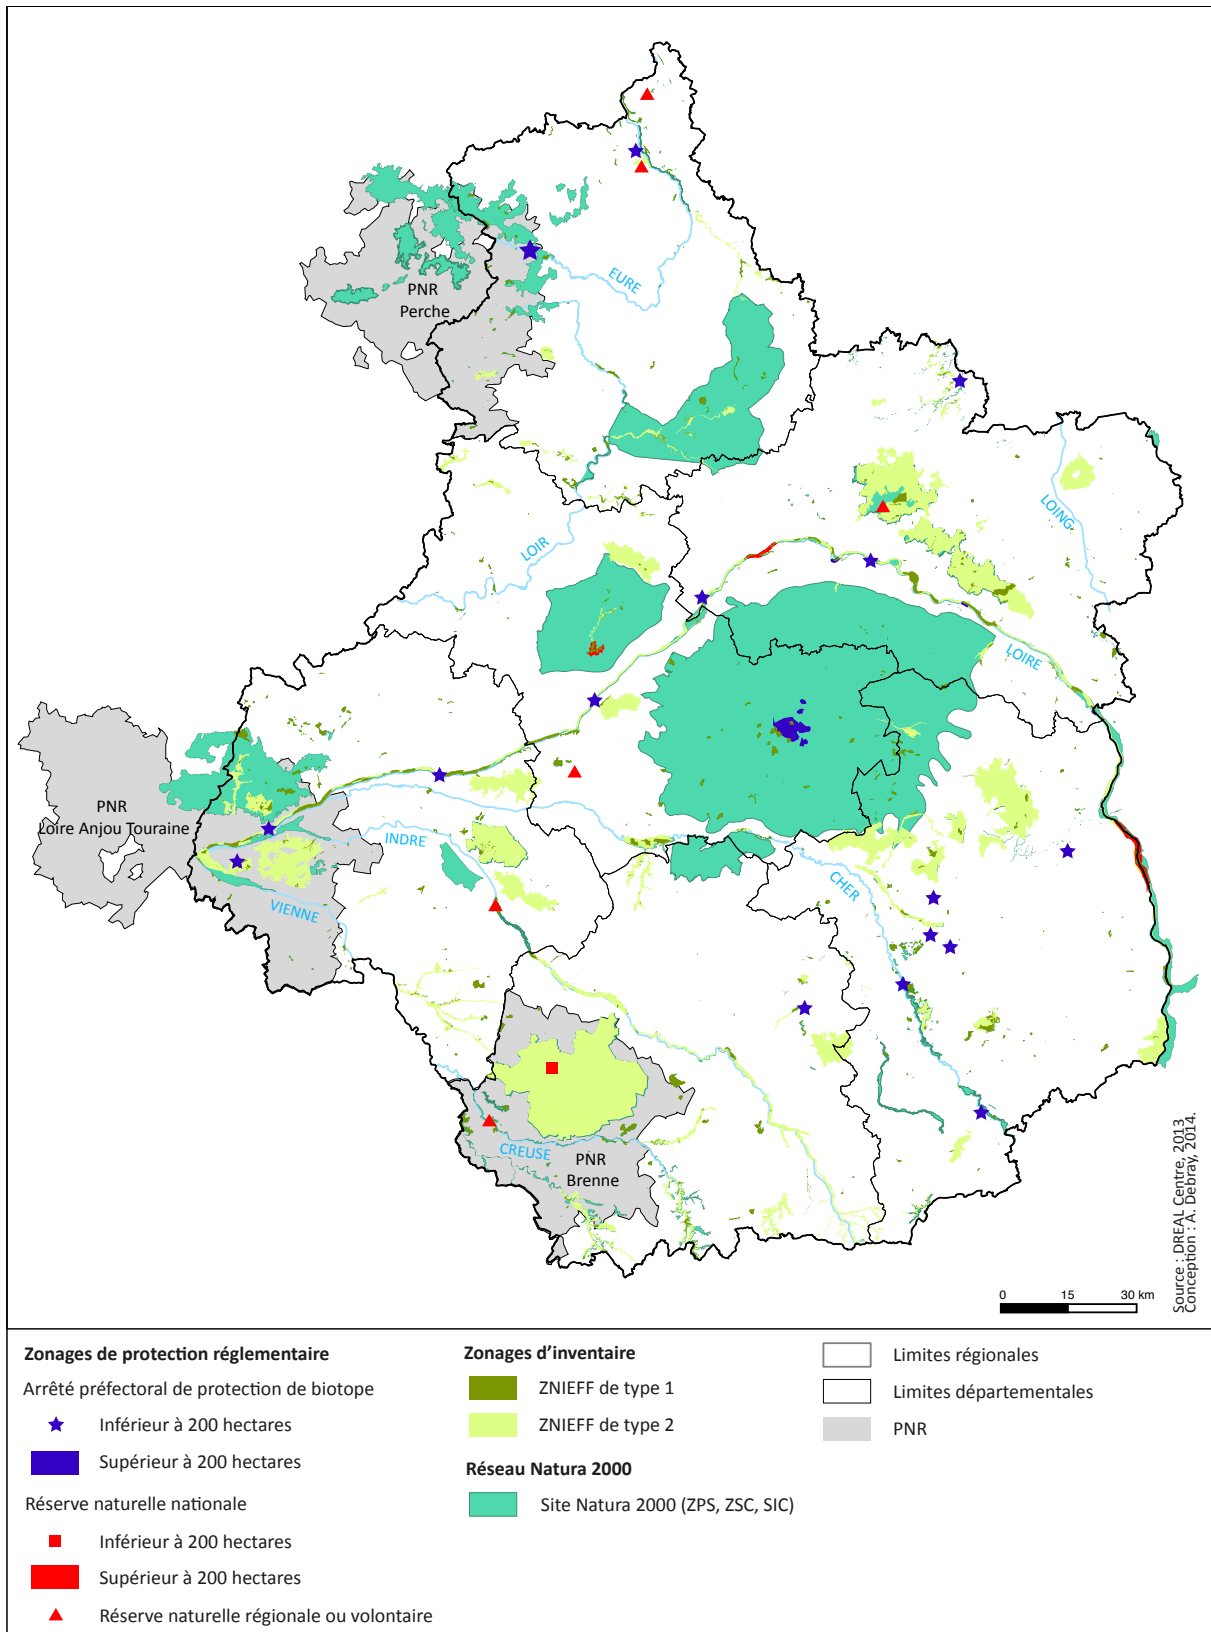 PNR
Perche
EURE
LOIR
LOING
LOIRE
PNR
Loire Anjou Touraine
INDRE
VIENNE
CHER
CREUSE
PNR
Brenne
0 15 30 km
Source : DREAL Centre, 2013
Conception : A. Debray, 2014.
Zonages de protection réglementaire
Arrêté préfectoral de protection de biotope
Inférieur à 200 hectares
Supérieur à 200 hectares
Réserve naturelle nationale
Inférieur à 200 hectares
Supérieur à 200 hectares
Réserve naturelle régionale ou volontaire
Zonages d’inventaire
ZNIEFF de type 1
ZNIEFF de type 2
Réseau Natura 2000
Site Natura 2000 (ZPS, ZSC, SIC)
Limites régionales
Limites départementales
PNR